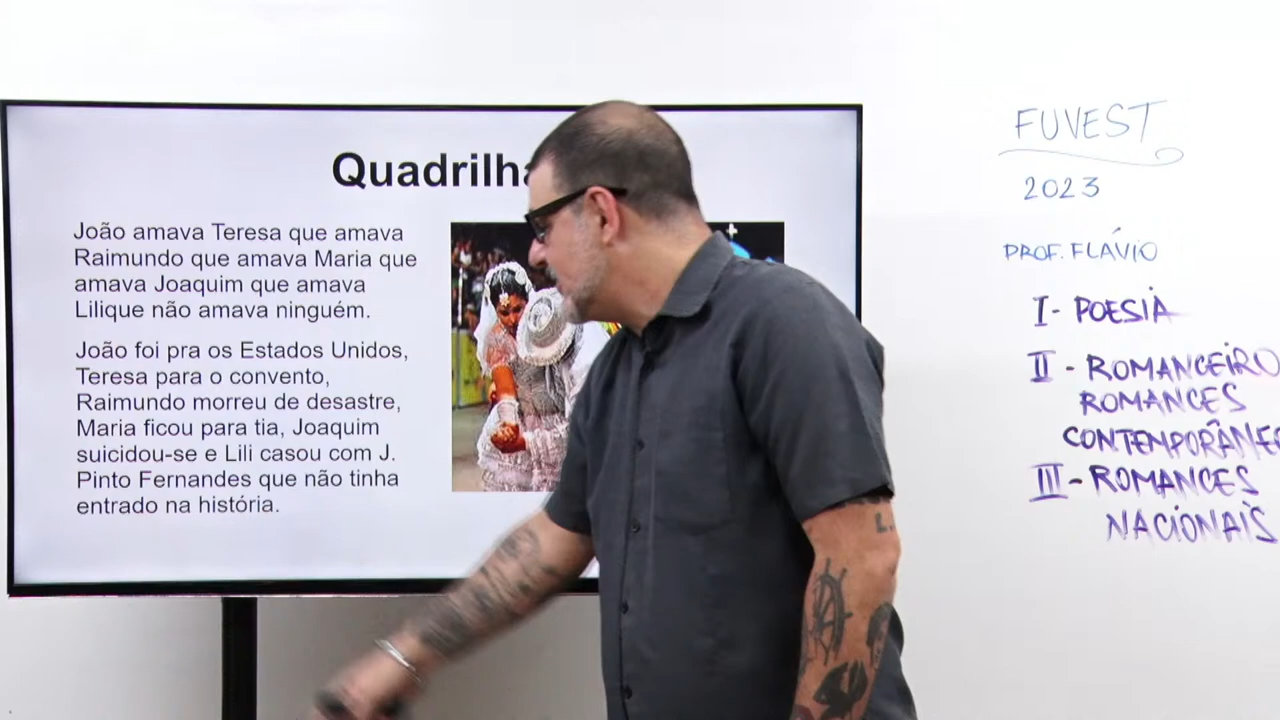 Quadrilha
João amava Teresa que amava
Raimundo que amava Maria que
amava Joaquim que amava
Lilique não amava ninguém.
João foi pra os Estados Unidos,
Teresa para o convento,
Raimundo morreu de desastre,
Maria ficou para tia, Joaquim
suicidou-se e Lili casou com J.
Pinto Fernandes que não tinha
entrado na história.
FUVEST
2023
PROF. FLÁVIO
I - POESIA
II - ROMANCEIRO
ROMANCES
III - ROMANCES
NACIONAIS